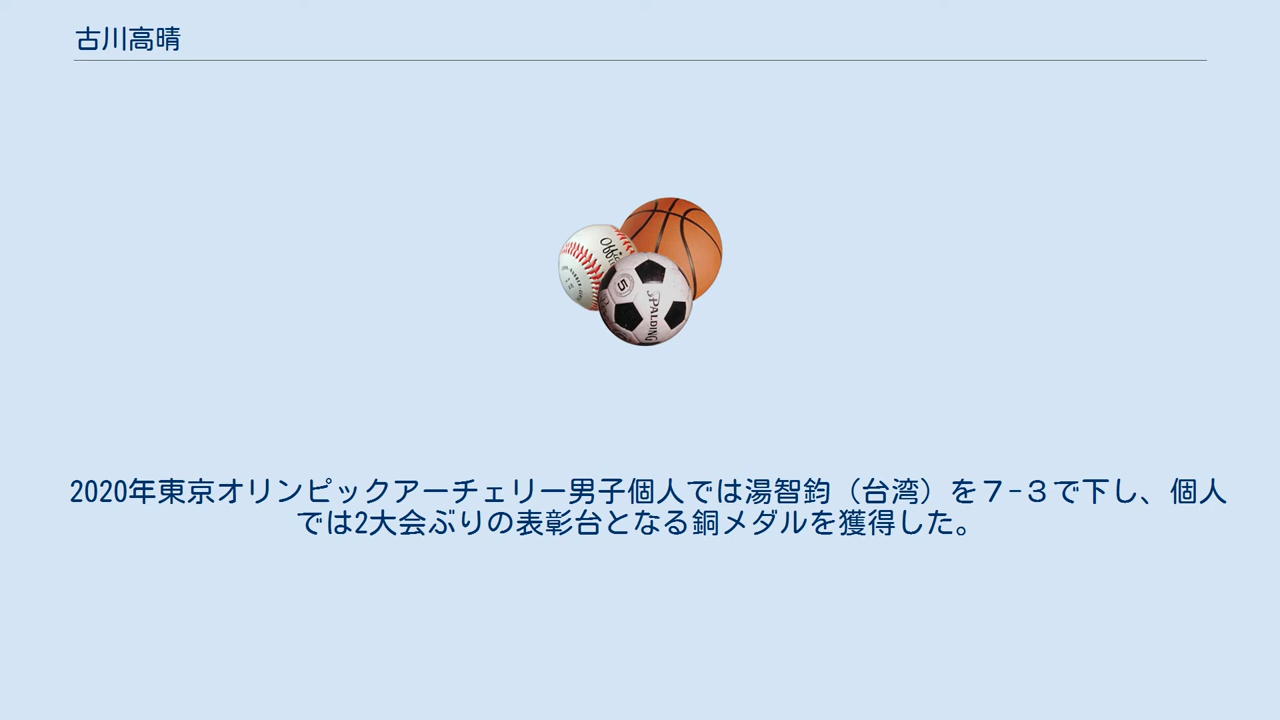 古川高晴
Offic
5
SPALDING
2020年東京オリンピックアーチェリー男子個人では湯智鈞（台湾）を７-３で下し、個人
では2大会ぶりの表彰台となる銅メダルを獲得した。